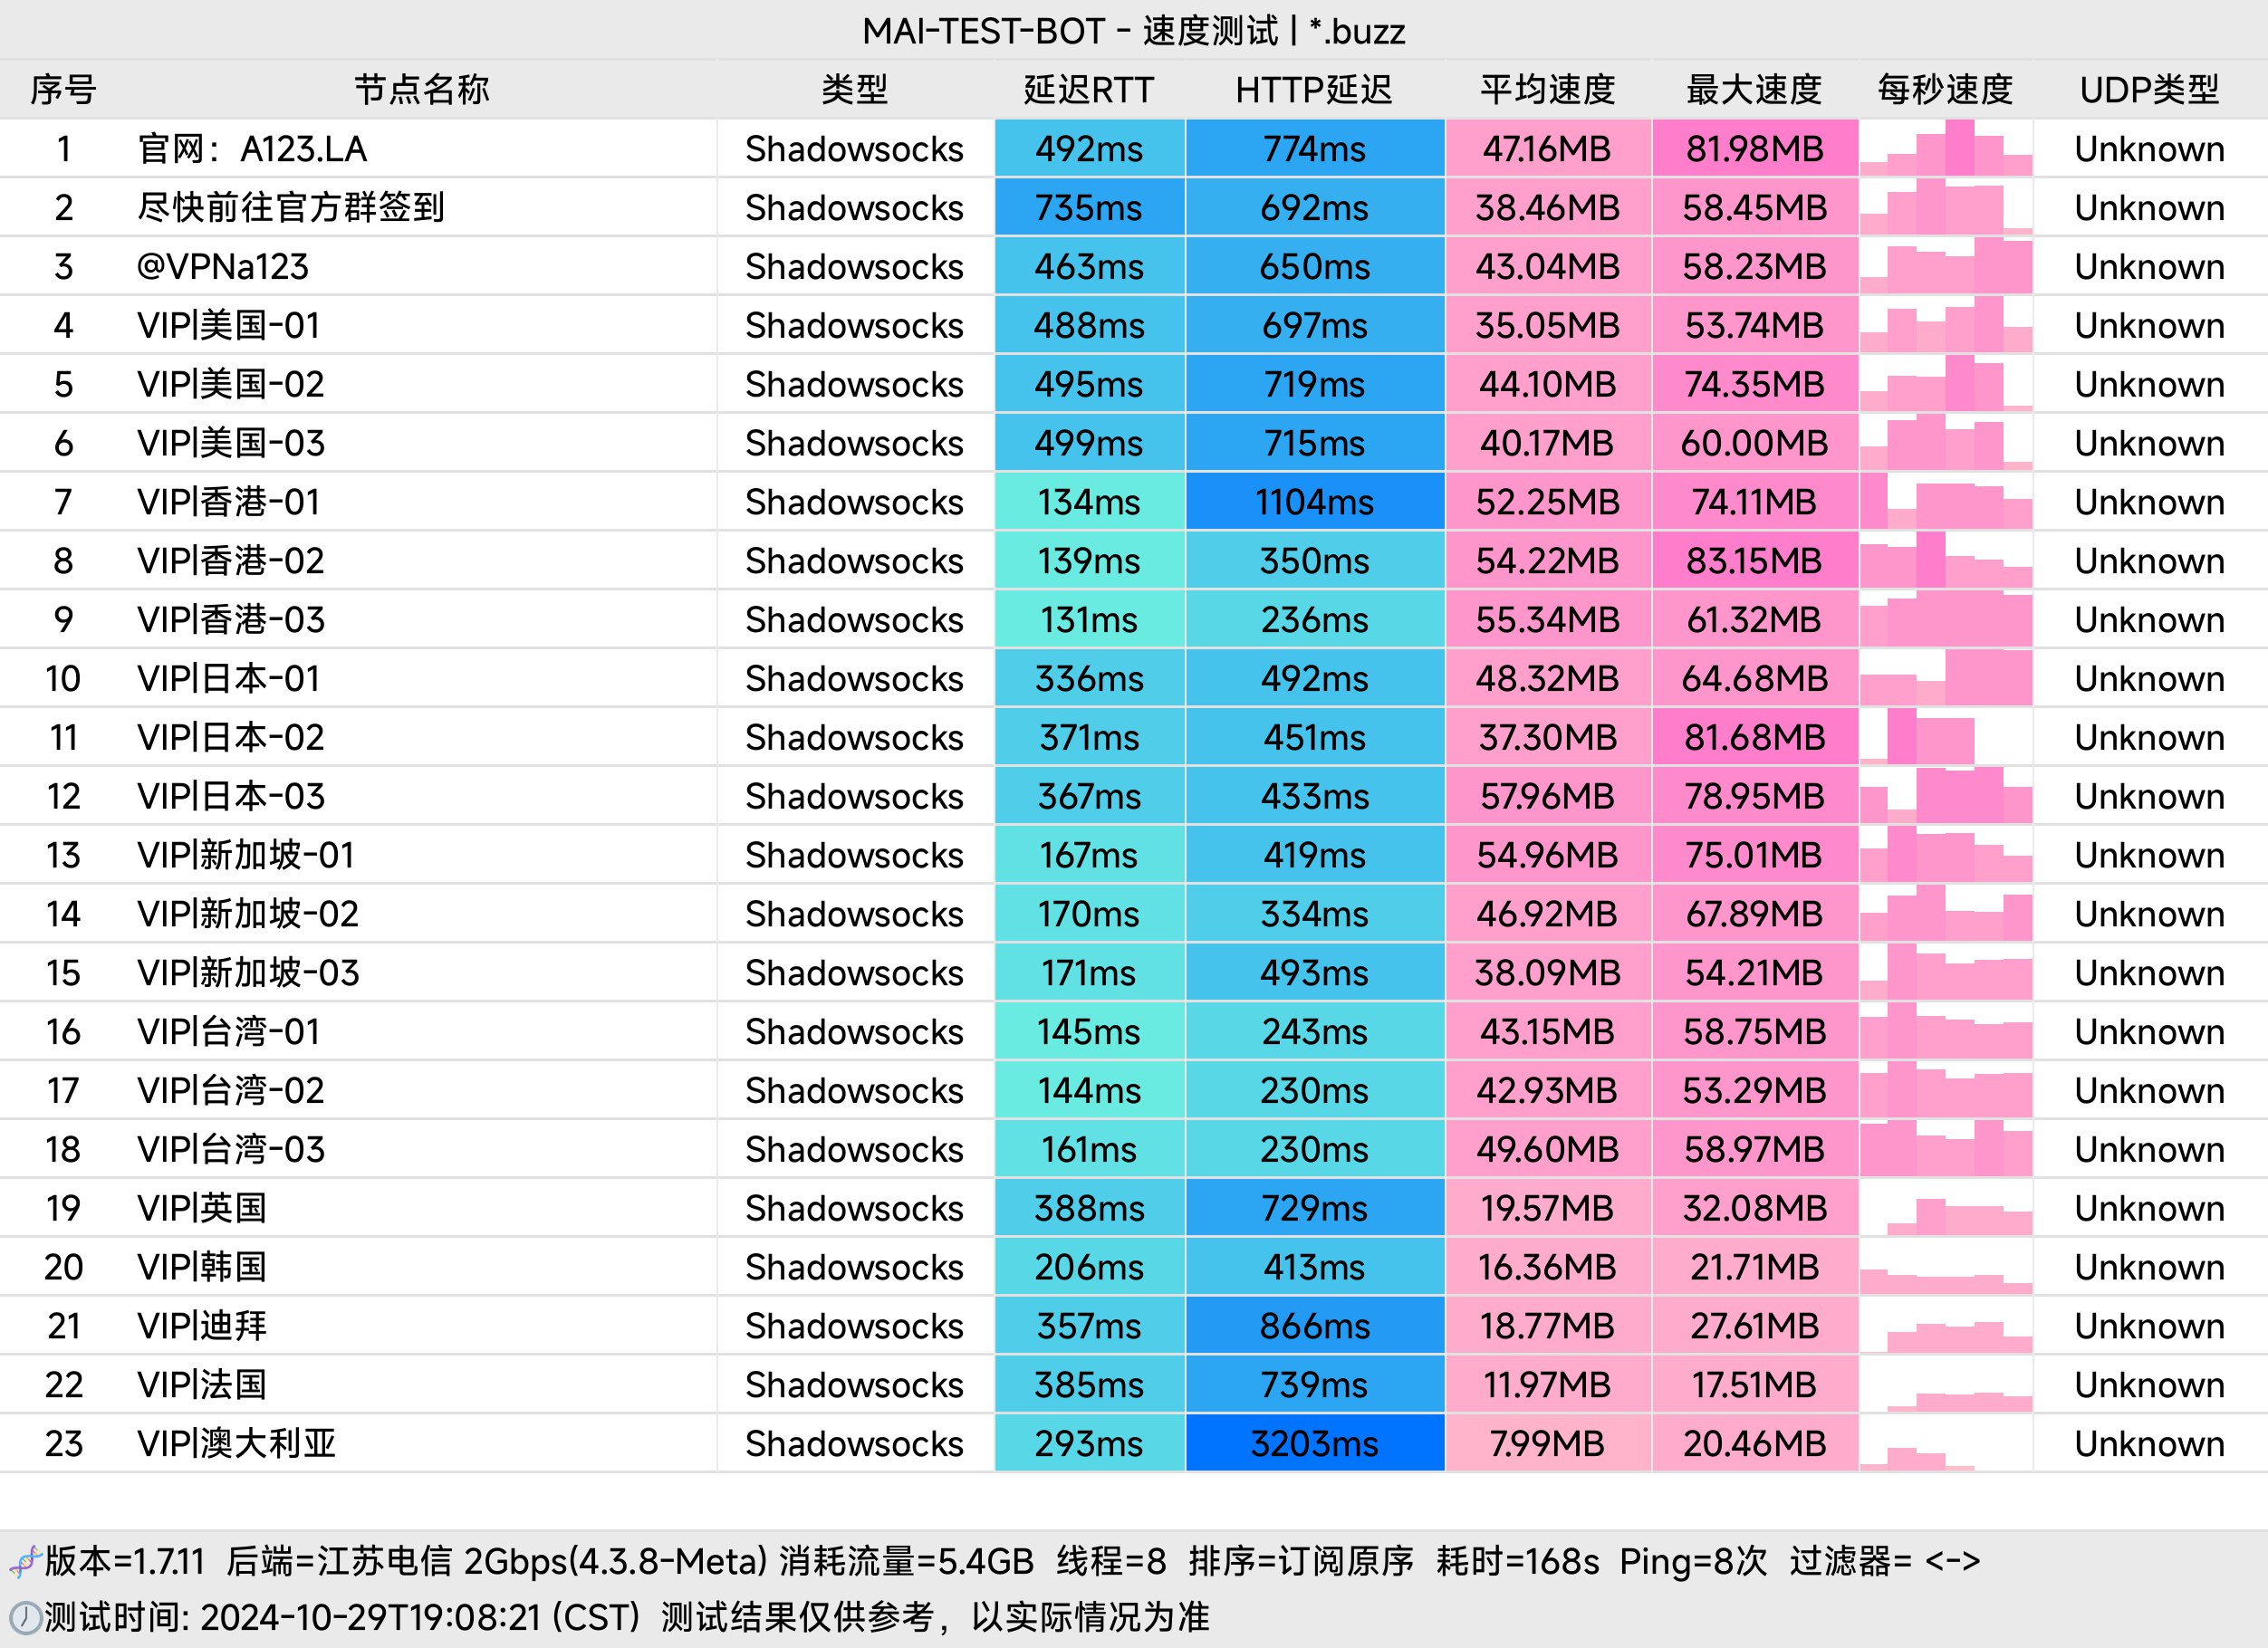 MAI-TEST-BOT - 速度测试 | *.buzz
序号 节点名称 类型 延迟RTT HTTP延迟 平均速度 最大速度 每秒速度 UDP类型
1 官网：A123.LA Shadowsocks 492ms 774ms 47.16MB 81.98MB Unknown
2 尽快前往官方群签到 Shadowsocks 735ms 692ms 38.46MB 58.45MB Unknown
3 @VPNa123 Shadowsocks 463ms 650ms 43.04MB 58.23MB Unknown
4 VIP|美国-01 Shadowsocks 488ms 697ms 35.05MB 53.74MB Unknown
5 VIP|美国-02 Shadowsocks 495ms 719ms 44.10MB 74.35MB Unknown
6 VIP|美国-03 Shadowsocks 499ms 715ms 40.17MB 60.00MB Unknown
7 VIP|香港-01 Shadowsocks 134ms 1104ms 52.25MB 74.11MB Unknown
8 VIP|香港-02 Shadowsocks 139ms 350ms 54.22MB 83.15MB Unknown
9 VIP|香港-03 Shadowsocks 131ms 236ms 55.34MB 61.32MB Unknown
10 VIP|日本-01 Shadowsocks 336ms 492ms 48.32MB 64.68MB Unknown
11 VIP|日本-02 Shadowsocks 371ms 451ms 37.30MB 81.68MB Unknown
12 VIP|日本-03 Shadowsocks 367ms 433ms 57.96MB 78.95MB Unknown
13 VIP|新加坡-01 Shadowsocks 167ms 419ms 54.96MB 75.01MB Unknown
14 VIP|新加坡-02 Shadowsocks 170ms 334ms 46.92MB 67.89MB Unknown
15 VIP|新加坡-03 Shadowsocks 171ms 493ms 38.09MB 54.21MB Unknown
16 VIP|台湾-01 Shadowsocks 145ms 243ms 43.15MB 58.75MB Unknown
17 VIP|台湾-02 Shadowsocks 144ms 230ms 42.93MB 53.29MB Unknown
18 VIP|台湾-03 Shadowsocks 161ms 230ms 49.60MB 58.97MB Unknown
19 VIP|英国 Shadowsocks 388ms 729ms 19.57MB 32.08MB Unknown
20 VIP|韩国 Shadowsocks 206ms 413ms 16.36MB 21.71MB Unknown
21 VIP|迪拜 Shadowsocks 357ms 866ms 18.77MB 27.61MB Unknown
22 VIP|法国 Shadowsocks 385ms 739ms 11.97MB 17.51MB Unknown
23 VIP|澳大利亚 Shadowsocks 293ms 3203ms 7.99MB 20.46MB Unknown
🧬版本=1.7.11 后端=江苏电信 2Gbps(4.3.8-Meta) 消耗流量=5.4GB 线程=8 排序=订阅原序 耗时=168s Ping=8次 过滤器= <->
🕖测试时间: 2024-10-29T19:08:21 (CST) 测试结果仅供参考，以实际情况为准